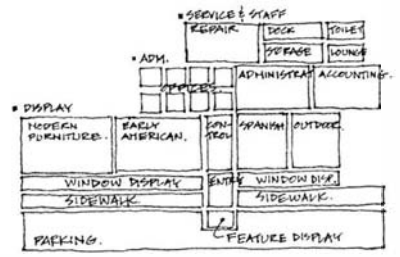 ▪ SERVICE & STAFF
REPAIR
DOCK
TOILET
STORAGE
LOUNGE
▪ ADM.
OFFICES
ADMINISTRAT
ACCOUNTING.
▪ DISPLAY
MODERN
FURNITURE.
EARLY
AMERICAN.
CON-
TROL
SPANISH
OUTDOOR.
WINDOW DISPLAY
ENTRY
WINDOW DISP.
SIDEWALK
SIDEWALK.
PARKING.
FEATURE DISPLAY